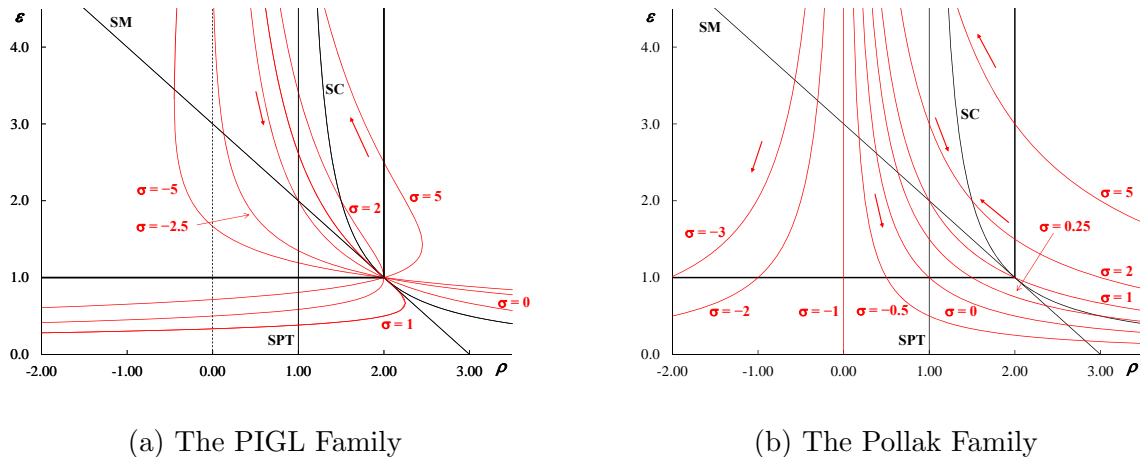 ε
SM
4.0
SC
3.0
σ = −5
σ = 2
σ = 5
2.0
σ = −2.5
1.0
σ = 0
σ = 1
SPT
0.0
-2.00 -1.00 0.00 1.00 2.00 3.00 ρ
(a) The PIGL Family
ε
SM
4.0
SC
3.0
σ = 5
2.0
σ = −3
σ = 0.25
σ = 2
1.0
σ = 1
σ = −2 σ = −1 σ = −0.5 σ = 0
SPT
0.0
-2.00 -1.00 0.00 1.00 2.00 3.00 ρ
(b) The Pollak Family